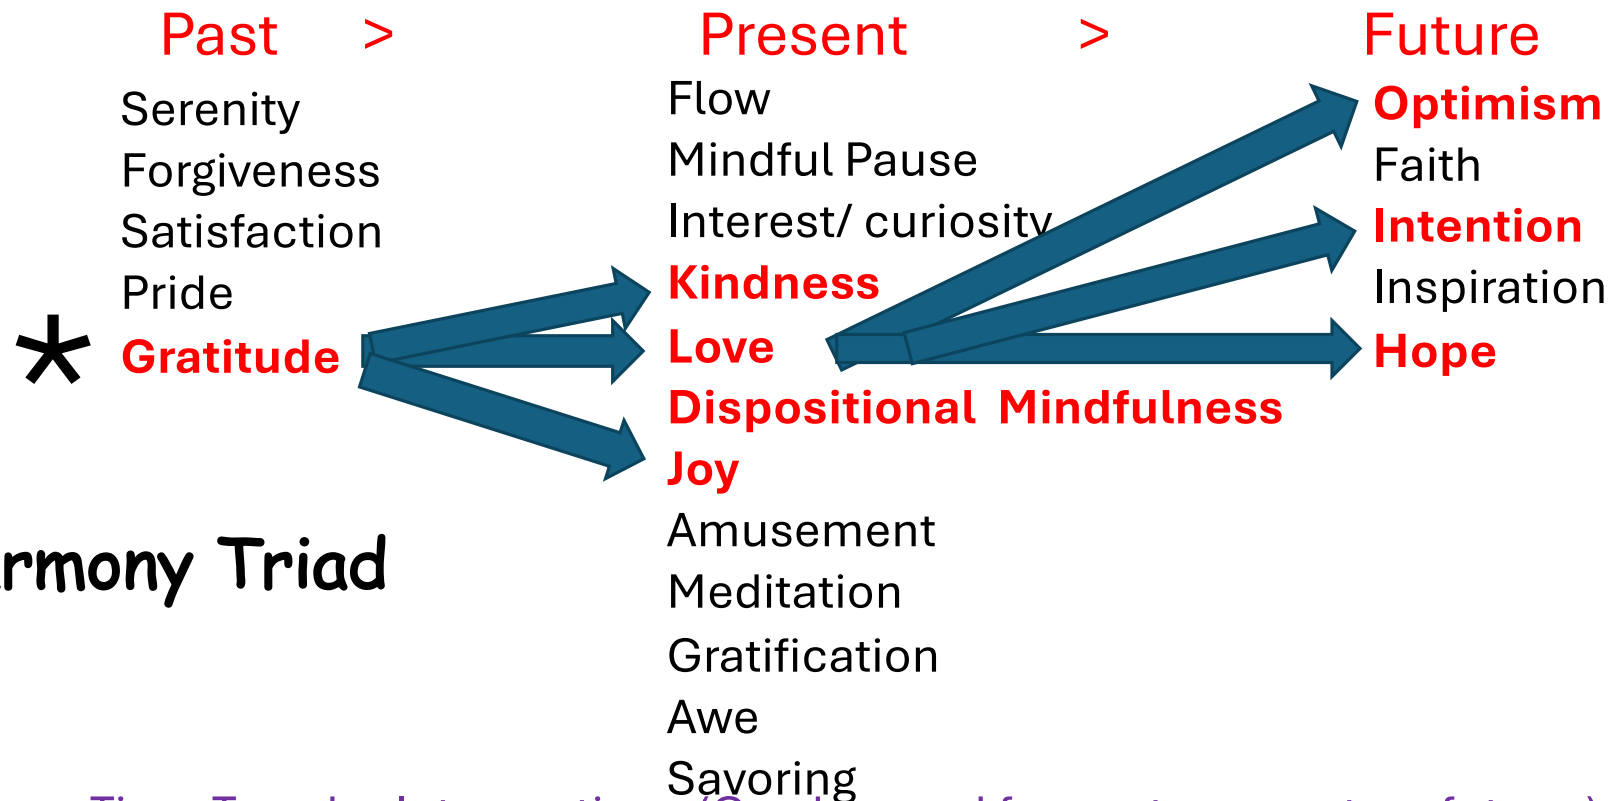 Past > Present > Future
Serenity
Forgiveness
Satisfaction
Pride
* Gratitude
Flow
Mindful Pause
Interest/ curiosity
Kindness
Love
Dispositional Mindfulness
Joy
Amusement
Meditation
Gratification
Awe
Savoring
Optimism
Faith
Intention
Inspiration
Hope
rmony Triad